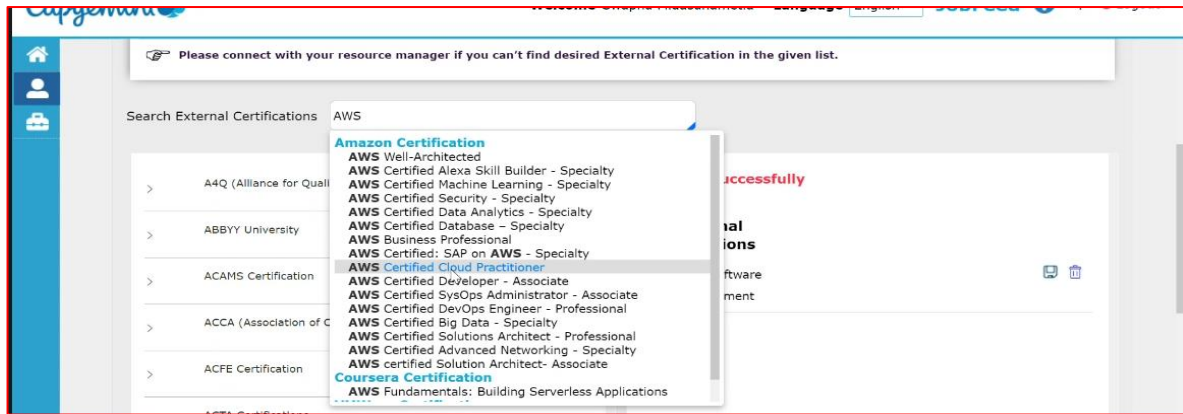 Capgemini
Language English
Please connect with your resource manager if you can't find desired External Certification in the given list.
Search External Certifications AWS
Amazon Certification
AWS Well-Architected
AWS Certified Alexa Skill Builder - Specialty
AWS Certified Machine Learning - Specialty
AWS Certified Security - Specialty
AWS Certified Data Analytics - Specialty
AWS Certified Database – Specialty
AWS Business Professional
AWS Certified: SAP on AWS - Specialty
AWS Certified Cloud Practitioner
AWS Certified Developer - Associate
AWS Certified SysOps Administrator - Associate
AWS Certified DevOps Engineer - Professional
AWS Certified Big Data - Specialty
AWS Certified Solutions Architect - Professional
AWS Certified Advanced Networking - Specialty
AWS certified Solution Architect- Associate
Coursera Certification
AWS Fundamentals: Building Serverless Applications
A4Q (Alliance for Quali
ABBYY University
ACAMS Certification
ACCA (Association of C
ACFE Certification
uccessfully
nal
ions
ftware
ment